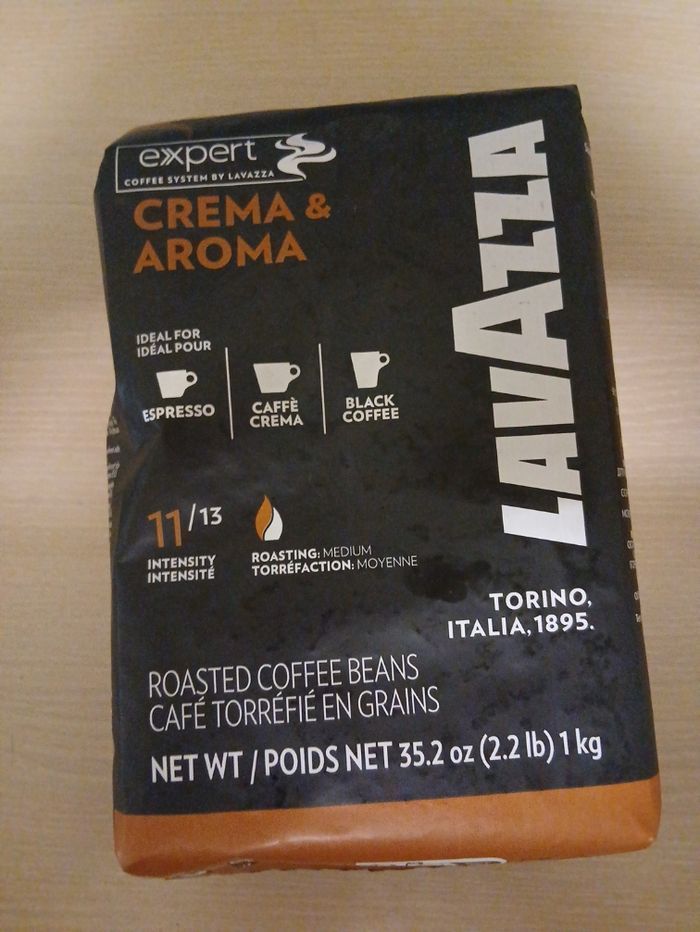 expert
COFFEE SYSTEM BY LAVAZZA
CREMA &
AROMA
LAVAZZA
IDEAL FOR
IDÉAL POUR
ESPRESSO
CAFFÈ
CREMA
BLACK
COFFEE
11/13
INTENSITY
INTENSITÉ
ROASTING: MEDIUM
TORRÉFACTION: MOYENNE
TORINO,
ITALIA, 1895.
ROASTED COFFEE BEANS
CAFÉ TORRÉFIÉ EN GRAINS
NET WT / POIDS NET 35.2 oz (2.2 lb) 1 kg